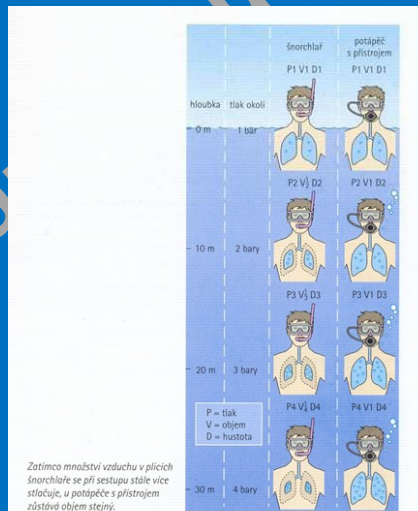 šnorchlař
potápěč
s přístrojem
P1 V1 D1
P1 V1 D1
hloubka
tlak okolí
0 m
1 bar
P2 V½ D2
P2 V1 D2
10 m
2 bary
P3 V⅓ D3
P3 V1 D3
20 m
3 bary
P = tlak
V = objem
D = hustota
P4 V¼ D4
P4 V1 D4
Zatímco množství vzduchu v plicích
šnorchlaře se při sestupu stále více
stlačuje, u potápěče s přístrojem
zůstává objem stejný.
30 m
4 bary